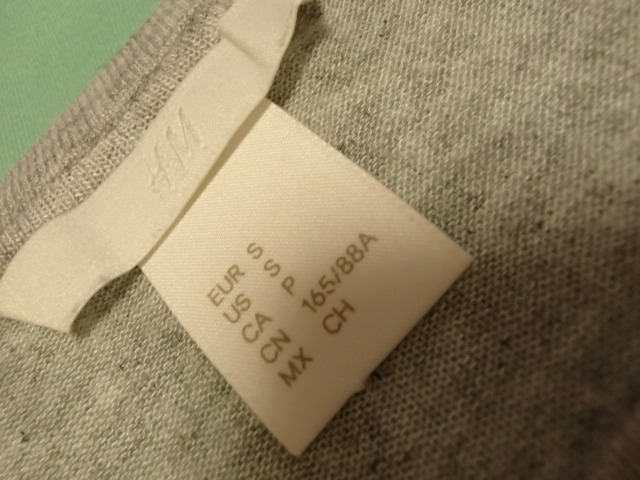 H&M
EUR S
US S
CA P
CN 165/88A
MX CH